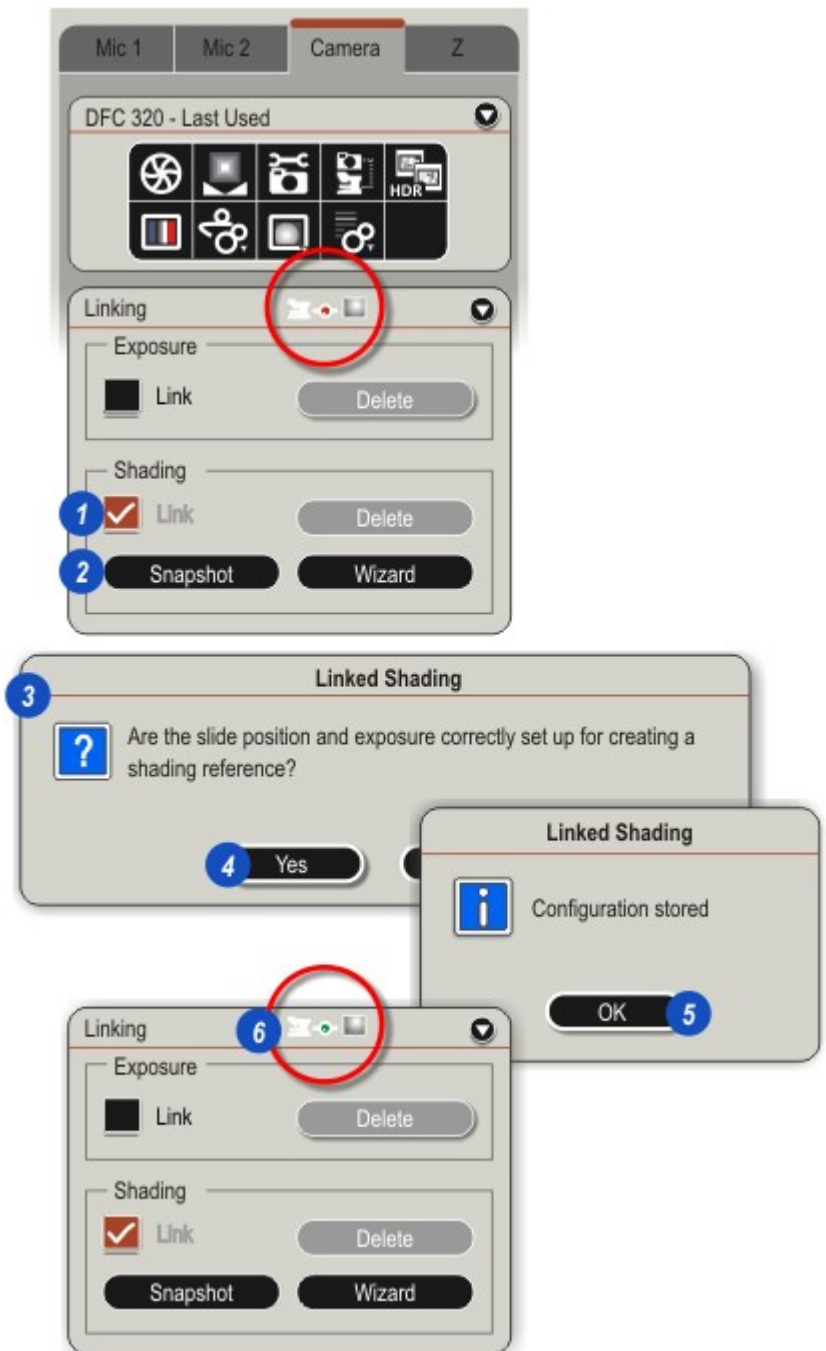 Mic 1 Mic 2 Camera Z
DFC 320 - Last Used
HDR
Linking
Exposure
Link Delete
Shading
1 Link Delete
2 Snapshot Wizard
Linked Shading
3
? Are the slide position and exposure correctly set up for creating a
shading reference?
4 Yes
Linked Shading
i Configuration stored
OK 5
Linking 6
Exposure
Link Delete
Shading
Link Delete
Snapshot Wizard